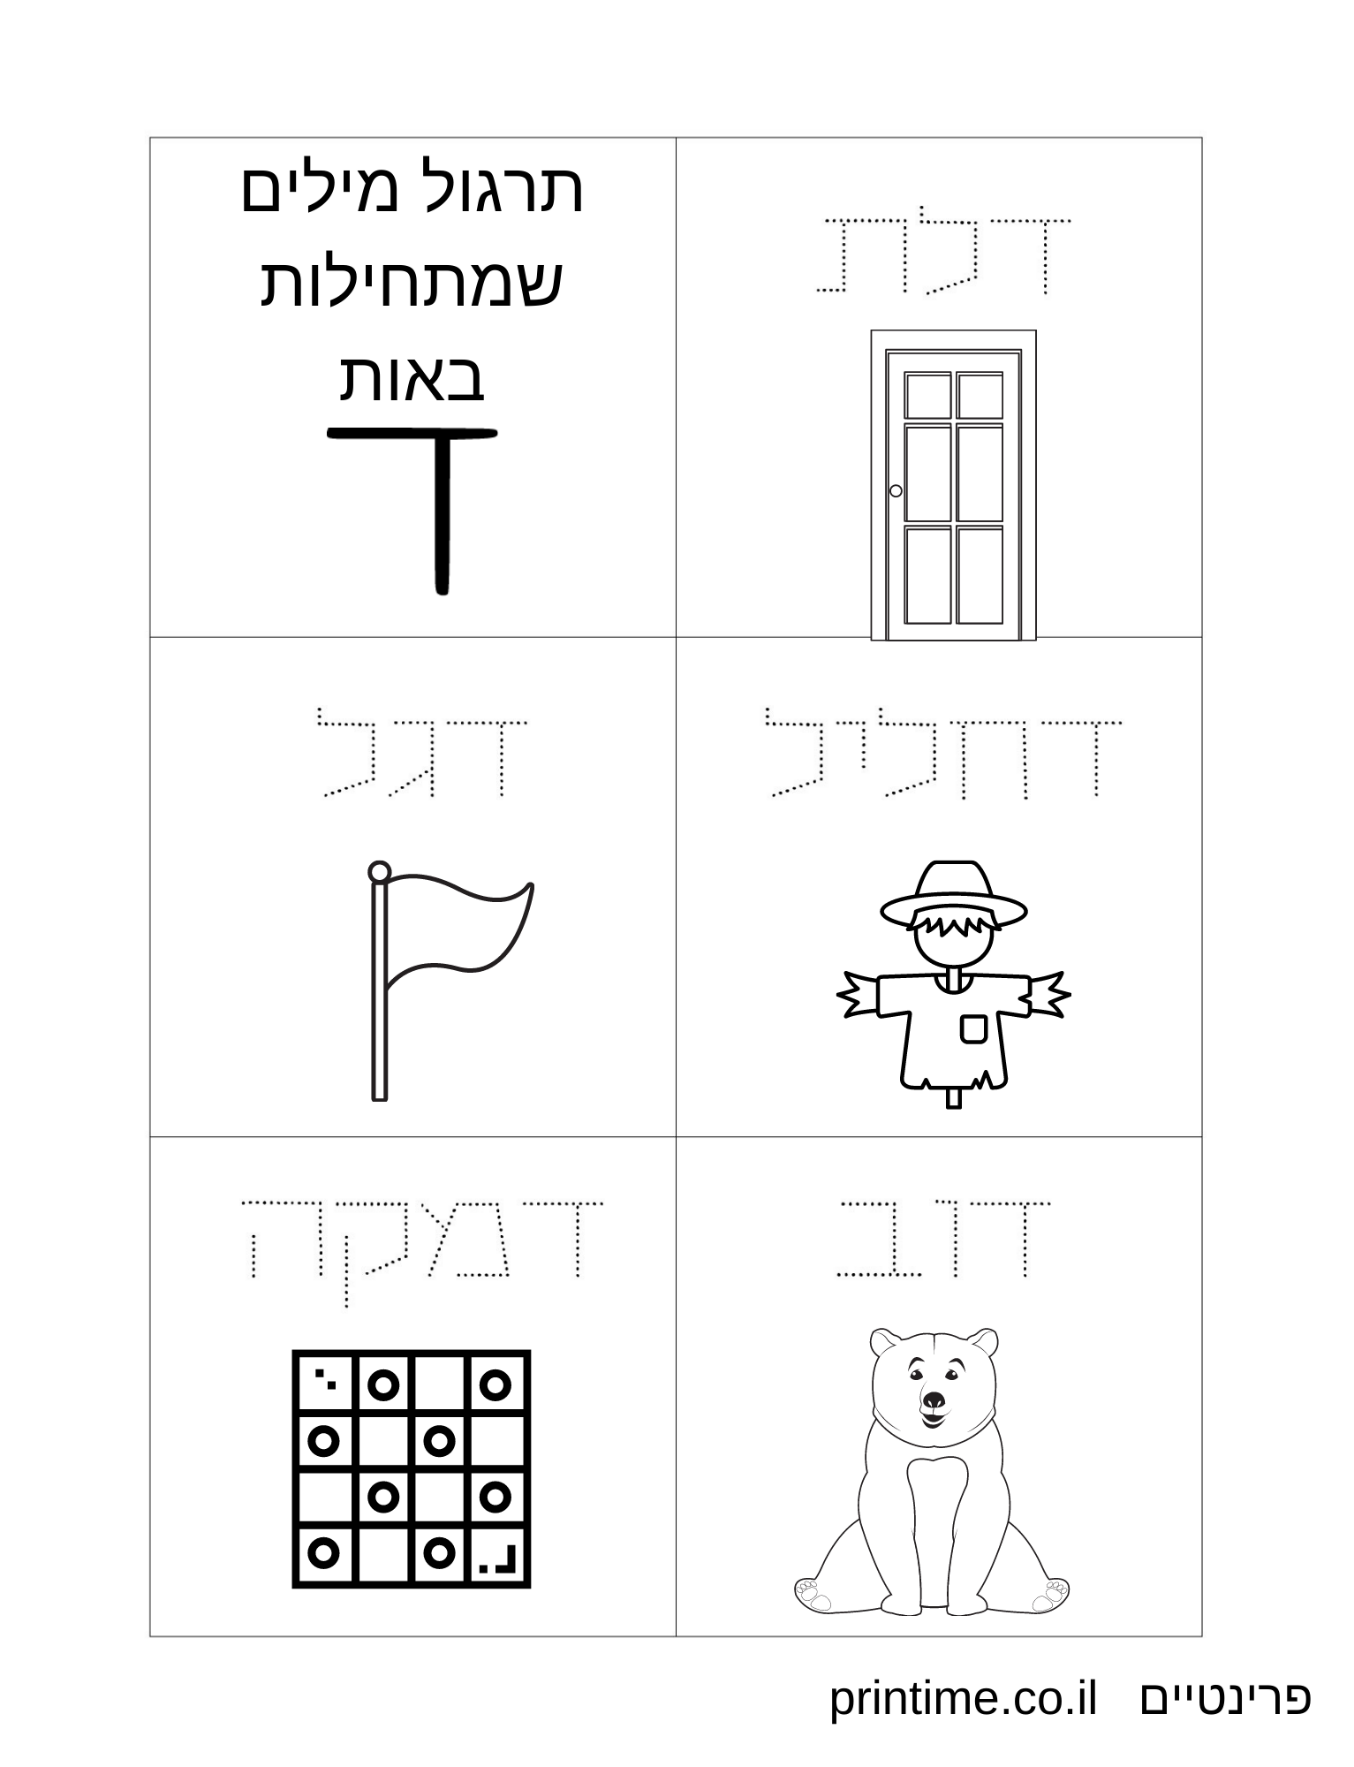 תרגול מילים
שמתחילות
באות
ד
דלת
דחליל
דגל
דוב
דמקה
פרינטיים printime.co.il